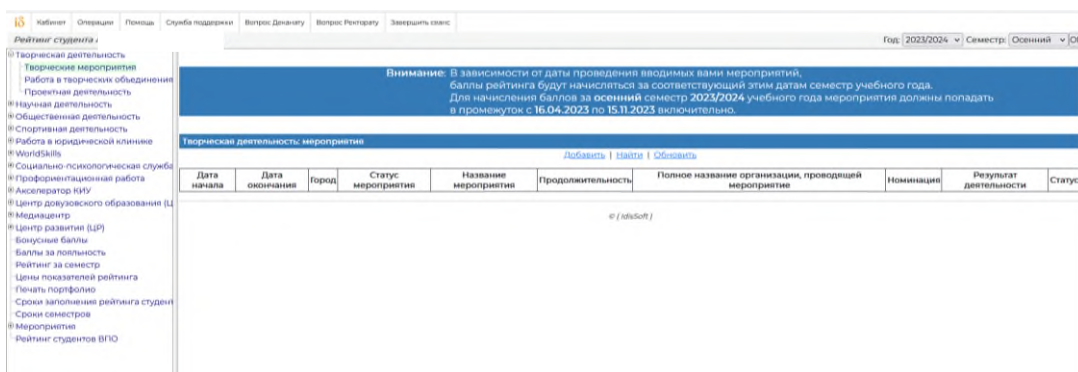 Кабинет Операции Помощь Служба поддержки Вопрос Деканату Вопрос Ректорату Завершить сеанс
Рейтинг студента
Год: 2023/2024 Семестр: Осенний
Творческая деятельность
Творческие мероприятия
Работа в творческих объединения
Проектная деятельность
Научная деятельность
Общественная деятельность
Спортивная деятельность
Работа в юридической клинике
WorldSkills
Социально-психологическая служба
Профориентационная работа
Акселератор КИУ
Центр довузовского образования (Ц
Медиацентр
Центр развития (ЦР)
Бонусные баллы
Баллы за лояльность
Рейтинг за семестр
Цены показателей рейтинга
Печать портфолио
Сроки заполнения рейтинга студен
Сроки семестров
Мероприятия
Рейтинг студентов ВПО
Внимание: В зависимости от даты проведения вводимых вами мероприятий,
баллы рейтинга будут начисляться за соответствующий этим датам семестр учебного года.
Для начисления баллов за осенний семестр 2023/2024 учебного года мероприятия должны попадать
в промежуток с 16.04.2023 по 15.11.2023 включительно.
Творческая деятельность: мероприятия
Добавить | Найти | Обновить
Дата начала Дата окончания Город Статус мероприятия Название мероприятия Продолжительность Полное название организации, проводящей мероприятие Номинация Результат деятельности Статус
© { IdisSoft }